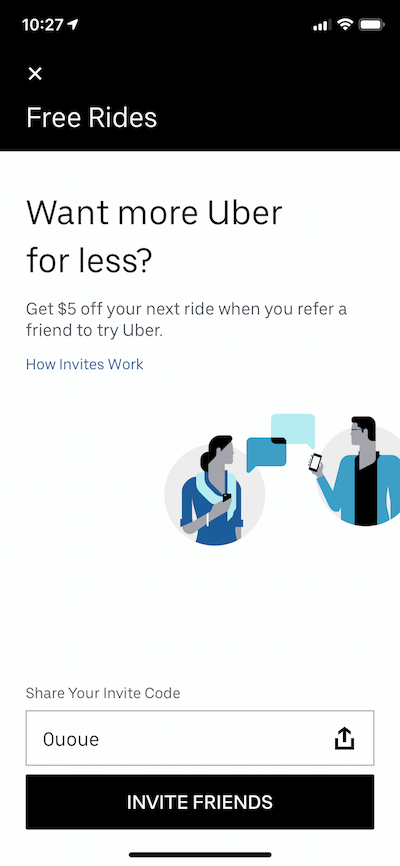 10:27
Free Rides
Want more Uber
for less?
Get $5 off your next ride when you refer a
friend to try Uber.
How Invites Work
Share Your Invite Code
0uoue
INVITE FRIENDS